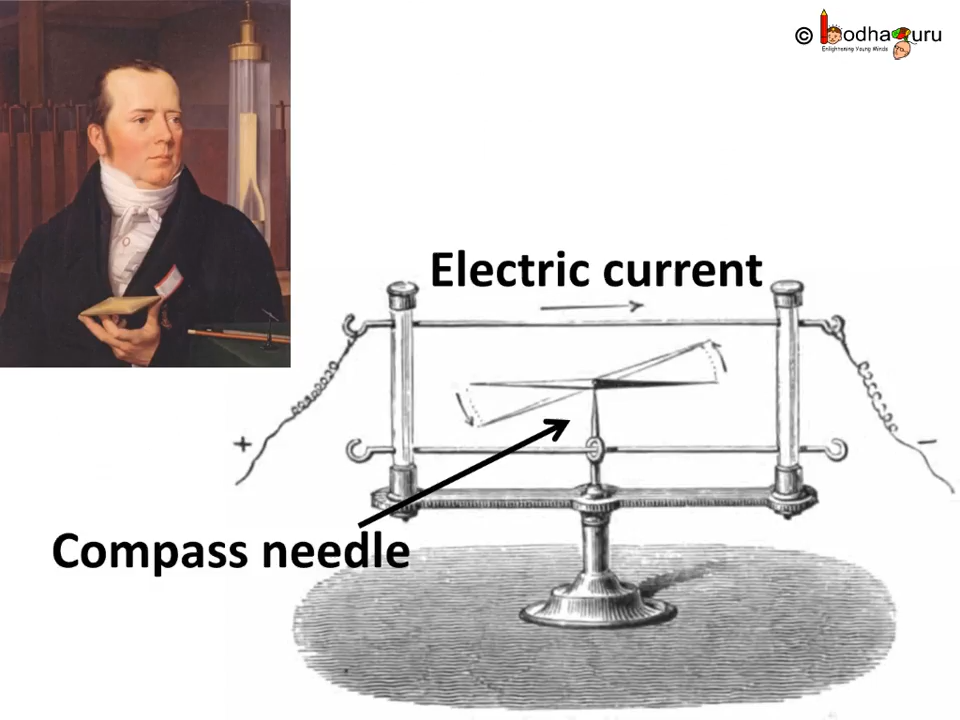 © BodhaGuru
Enlightening Young Minds
Electric current
+
−
Compass needle